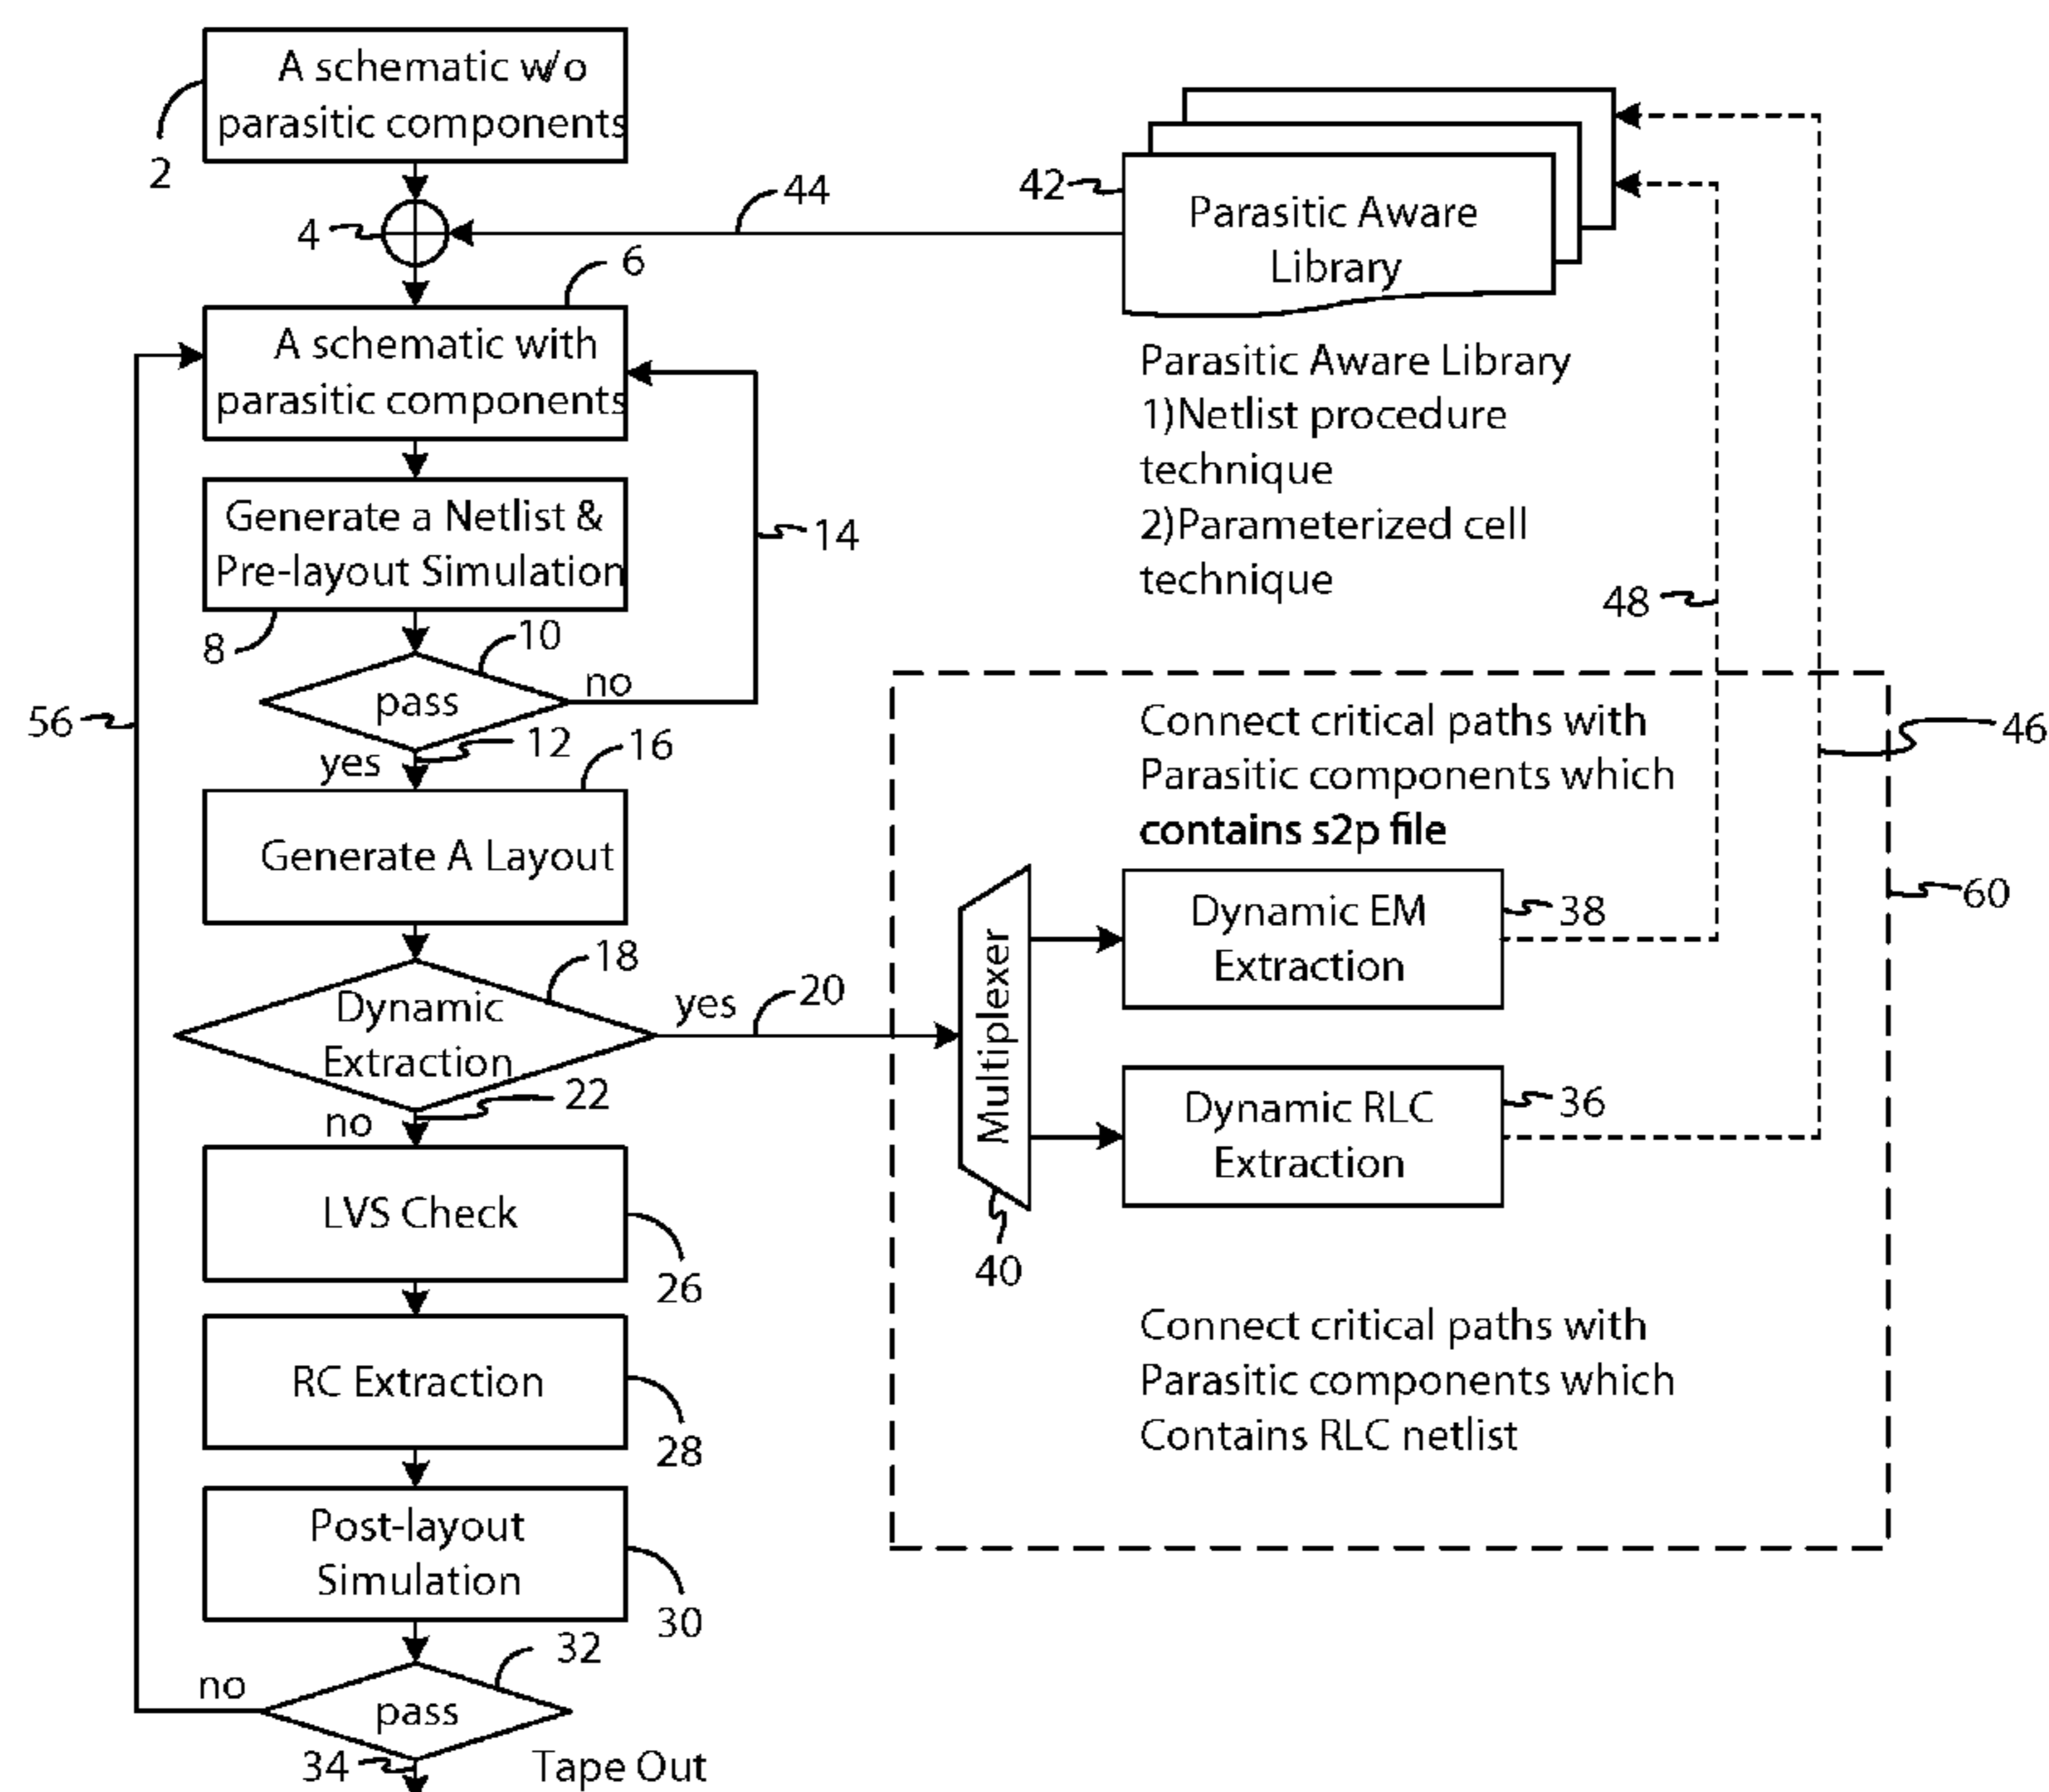 A schematic w/o
parasitic components
2
4
44
42
Parasitic Aware
Library
6
A schematic with
parasitic components
Parasitic Aware Library
1)Netlist procedure
technique
2)Parameterized cell
technique
Generate a Netlist &
Pre-layout Simulation
14
8
10
48
pass
no
56
12
yes
16
46
Connect critical paths with
Parasitic components which
contains s2p file
Generate A Layout
60
Dynamic EM
Extraction
38
18
Dynamic
Extraction
yes
20
Multiplexer
22
no
Dynamic RLC
Extraction
36
40
LVS Check
26
Connect critical paths with
Parasitic components which
Contains RLC netlist
RC Extraction
28
Post-layout
Simulation
30
32
no
pass
34
Tape Out